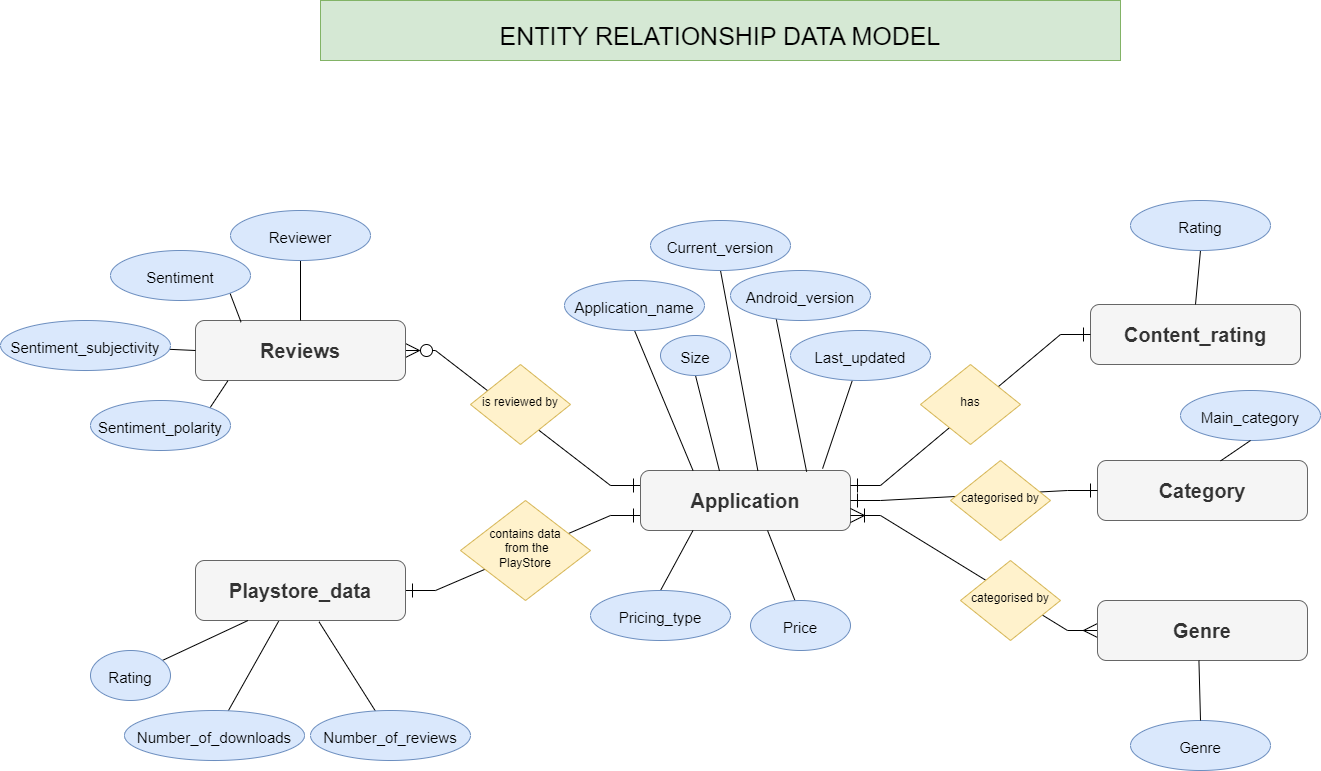 ENTITY RELATIONSHIP DATA MODEL
Reviewer
Sentiment
Sentiment_subjectivity
Sentiment_polarity
Reviews
is reviewed by
Current_version
Application_name
Android_version
Size
Last_updated
Application
Pricing_type
Price
Rating
Content_rating
has
Main_category
Category
categorised by
categorised by
Genre
Genre
contains data
from the
PlayStore
Playstore_data
Rating
Number_of_downloads
Number_of_reviews